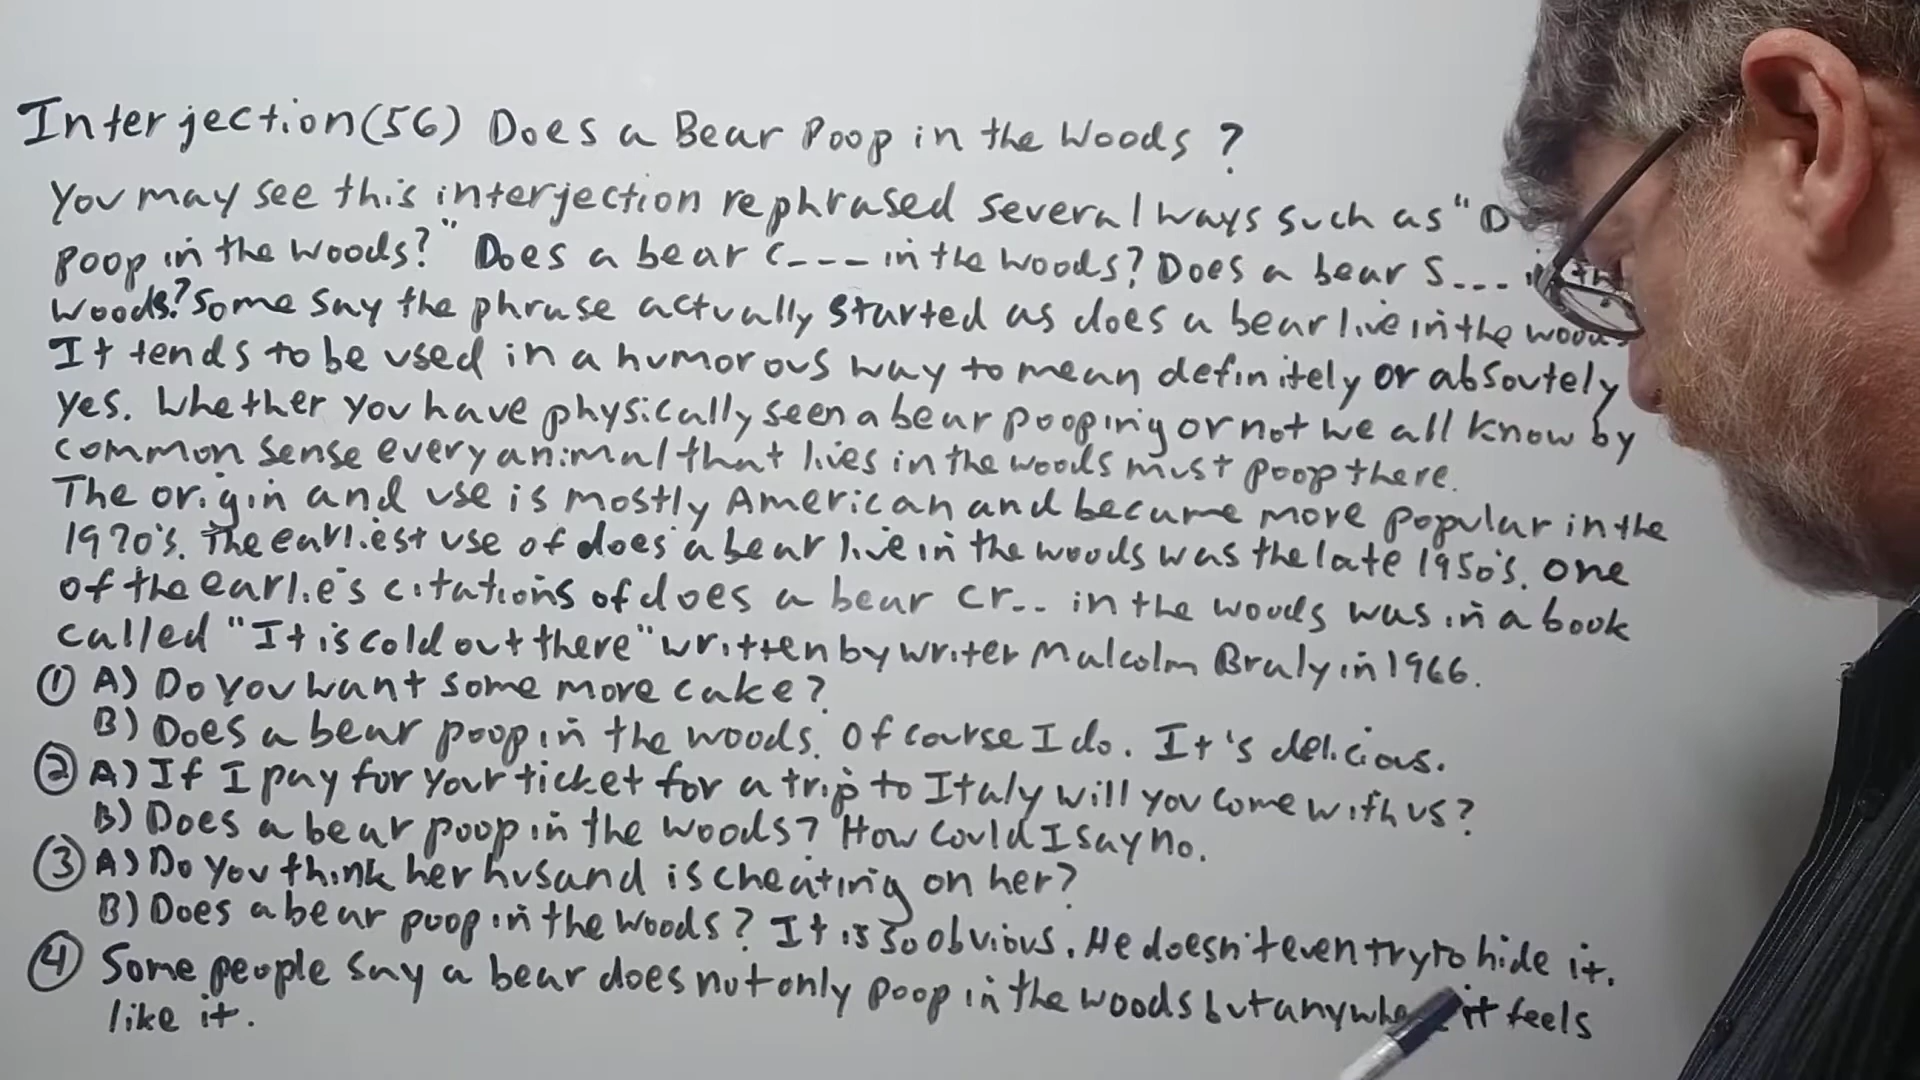 Interjection(56) Does a Bear Poop in the Woods?
You may see this interjection rephrased several ways such as "D
poop in the woods?" Does a bear c---- in the woods? Does a bear s... in the
woods? Some say the phrase actually started as does a bear live in the woods
It tends to be used in a humorous way to mean definitely or absoutely
yes. Whether you have physically seen a bear pooping or not we all know by
common sense every animal that lives in the woods must poop there.
The origin and use is mostly American and became more popular in the
1970's. The earliest use of does a bear live in the woods was the late 1950's. one
of the earlie's citations of does a bear cr-- in the woods was in a book
called "It is cold out there" written by writer Malcolm Braly in 1966.
① A) Do you want some more cake?
B) Does a bear poop in the woods. Of course I do. It's delicious.
② A) If I pay for your ticket for a trip to Italy will you come with us?
B) Does a bear poop in the woods? How could I say no.
③ A) Do you think her husand is cheating on her?
B) Does a bear poop in the woods? It is so obvious. He doesn't even try to hide it.
④ Some people say a bear does not only poop in the woods but anywhere it feels
like it.